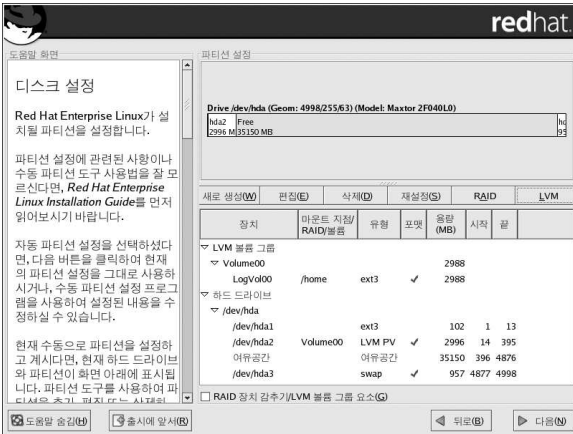 redhat.
도움말 화면
디스크 설정
Red Hat Enterprise Linux가 설
치될 파티션을 설정합니다.
파티션 설정에 관련된 사항이나
수동 파티션 도구 사용법을 잘 모
르신다면, Red Hat Enterprise
Linux Installation Guide를 먼저
읽어보시기 바랍니다.
자동 파티션 설정을 선택하셨다
면, 다음 버튼을 클릭하여 현재
의 파티션 설정을 그대로 사용하
시거나, 수동 파티션 설정 프로그
램을 사용하여 설정된 내용을 수
정하실 수 있습니다.
현재 수동으로 파티션을 설정하
고 계시다면, 현재 하드 드라이브
와 파티션이 화면 아래에 표시됩
니다. 파티션 도구를 사용하여 파
파티션 설정
Drive /dev/hda (Geom: 4998/255/63) (Model: Maxtor 2F040L0)
hda2 Free hd
2996 M 35150 MB 95
새로 생성(W) 편집(E) 삭제(D) 재설정(S) RAID LVM
장치 마운트 지점/RAID/볼륨 유형 포맷 용량(MB) 시작 끝
LVM 볼륨 그룹
Volume00 2988
LogVol00 /home ext3 ✓ 2988
하드 드라이브
/dev/hda
/dev/hda1 ext3 102 1 13
/dev/hda2 Volume00 LVM PV ✓ 2996 14 395
여유공간 여유공간 35150 396 4876
/dev/hda3 swap ✓ 957 4877 4998
RAID 장치 감추기/LVM 볼륨 그룹 요소(G)
도움말 숨김(H) 출시에 앞서(R) 뒤로(B) 다음(N)